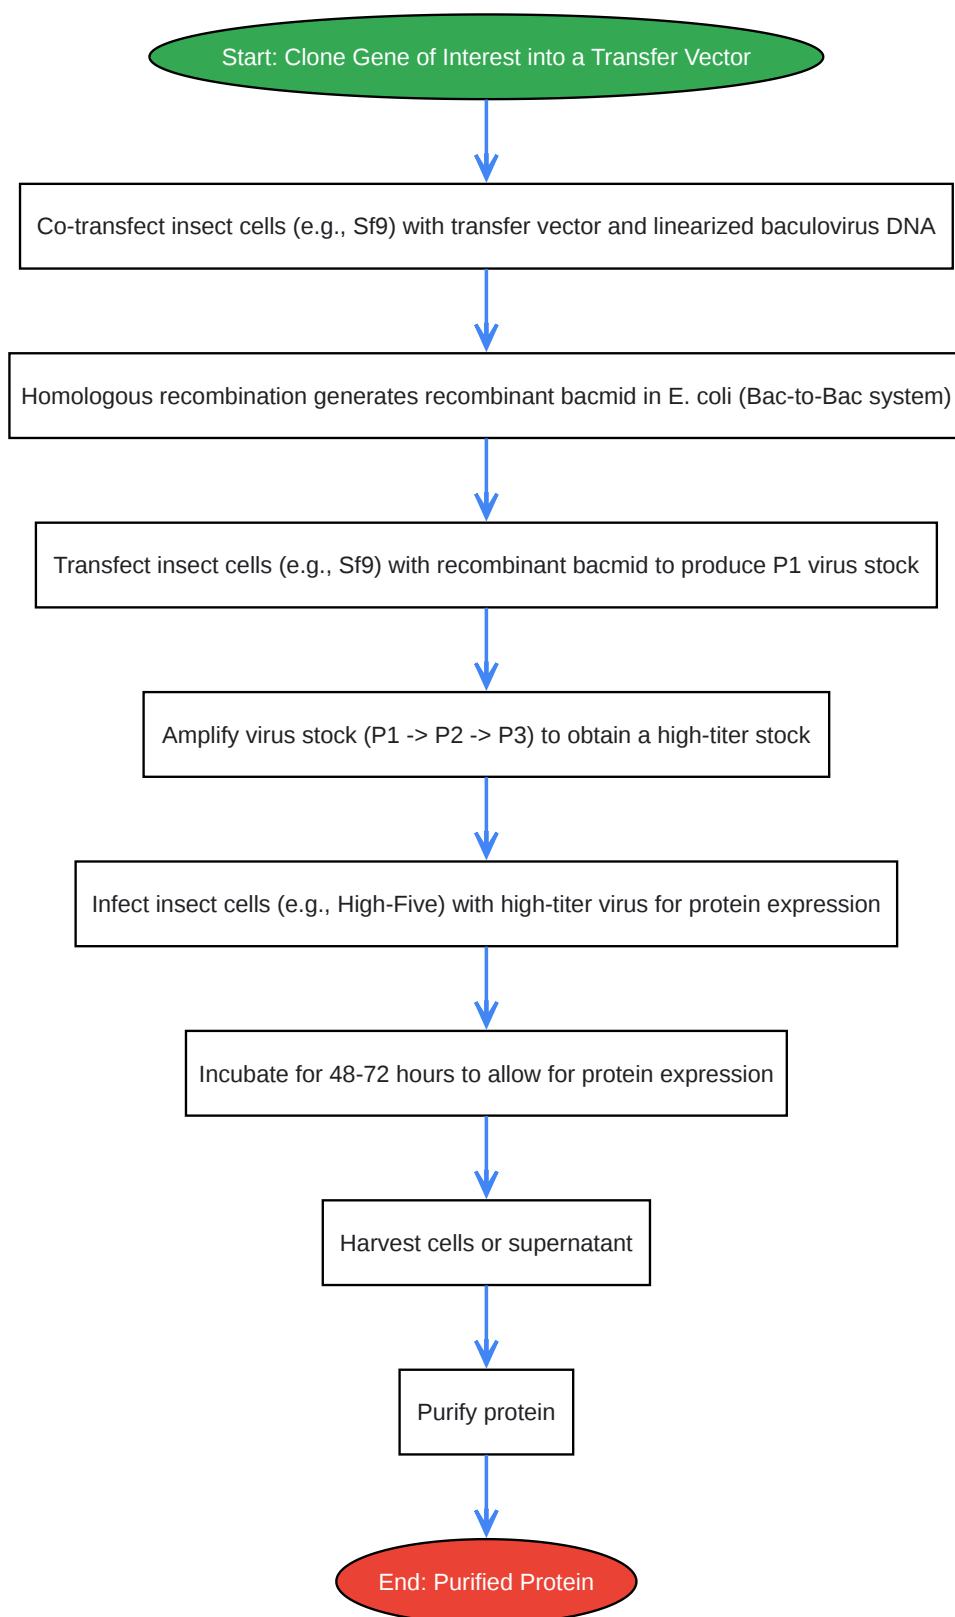 Start: Clone Gene of Interest into a Transfer Vector
Co-transfect insect cells (e.g., Sf9) with transfer vector and linearized baculovirus DNA
Homologous recombination generates recombinant bacmid in E. coli (Bac-to-Bac system)
Transfect insect cells (e.g., Sf9) with recombinant bacmid to produce P1 virus stock
Amplify virus stock (P1 -> P2 -> P3) to obtain a high-titer stock
Infect insect cells (e.g., High-Five) with high-titer virus for protein expression
Incubate for 48-72 hours to allow for protein expression
Harvest cells or supernatant
Purify protein
End: Purified Protein